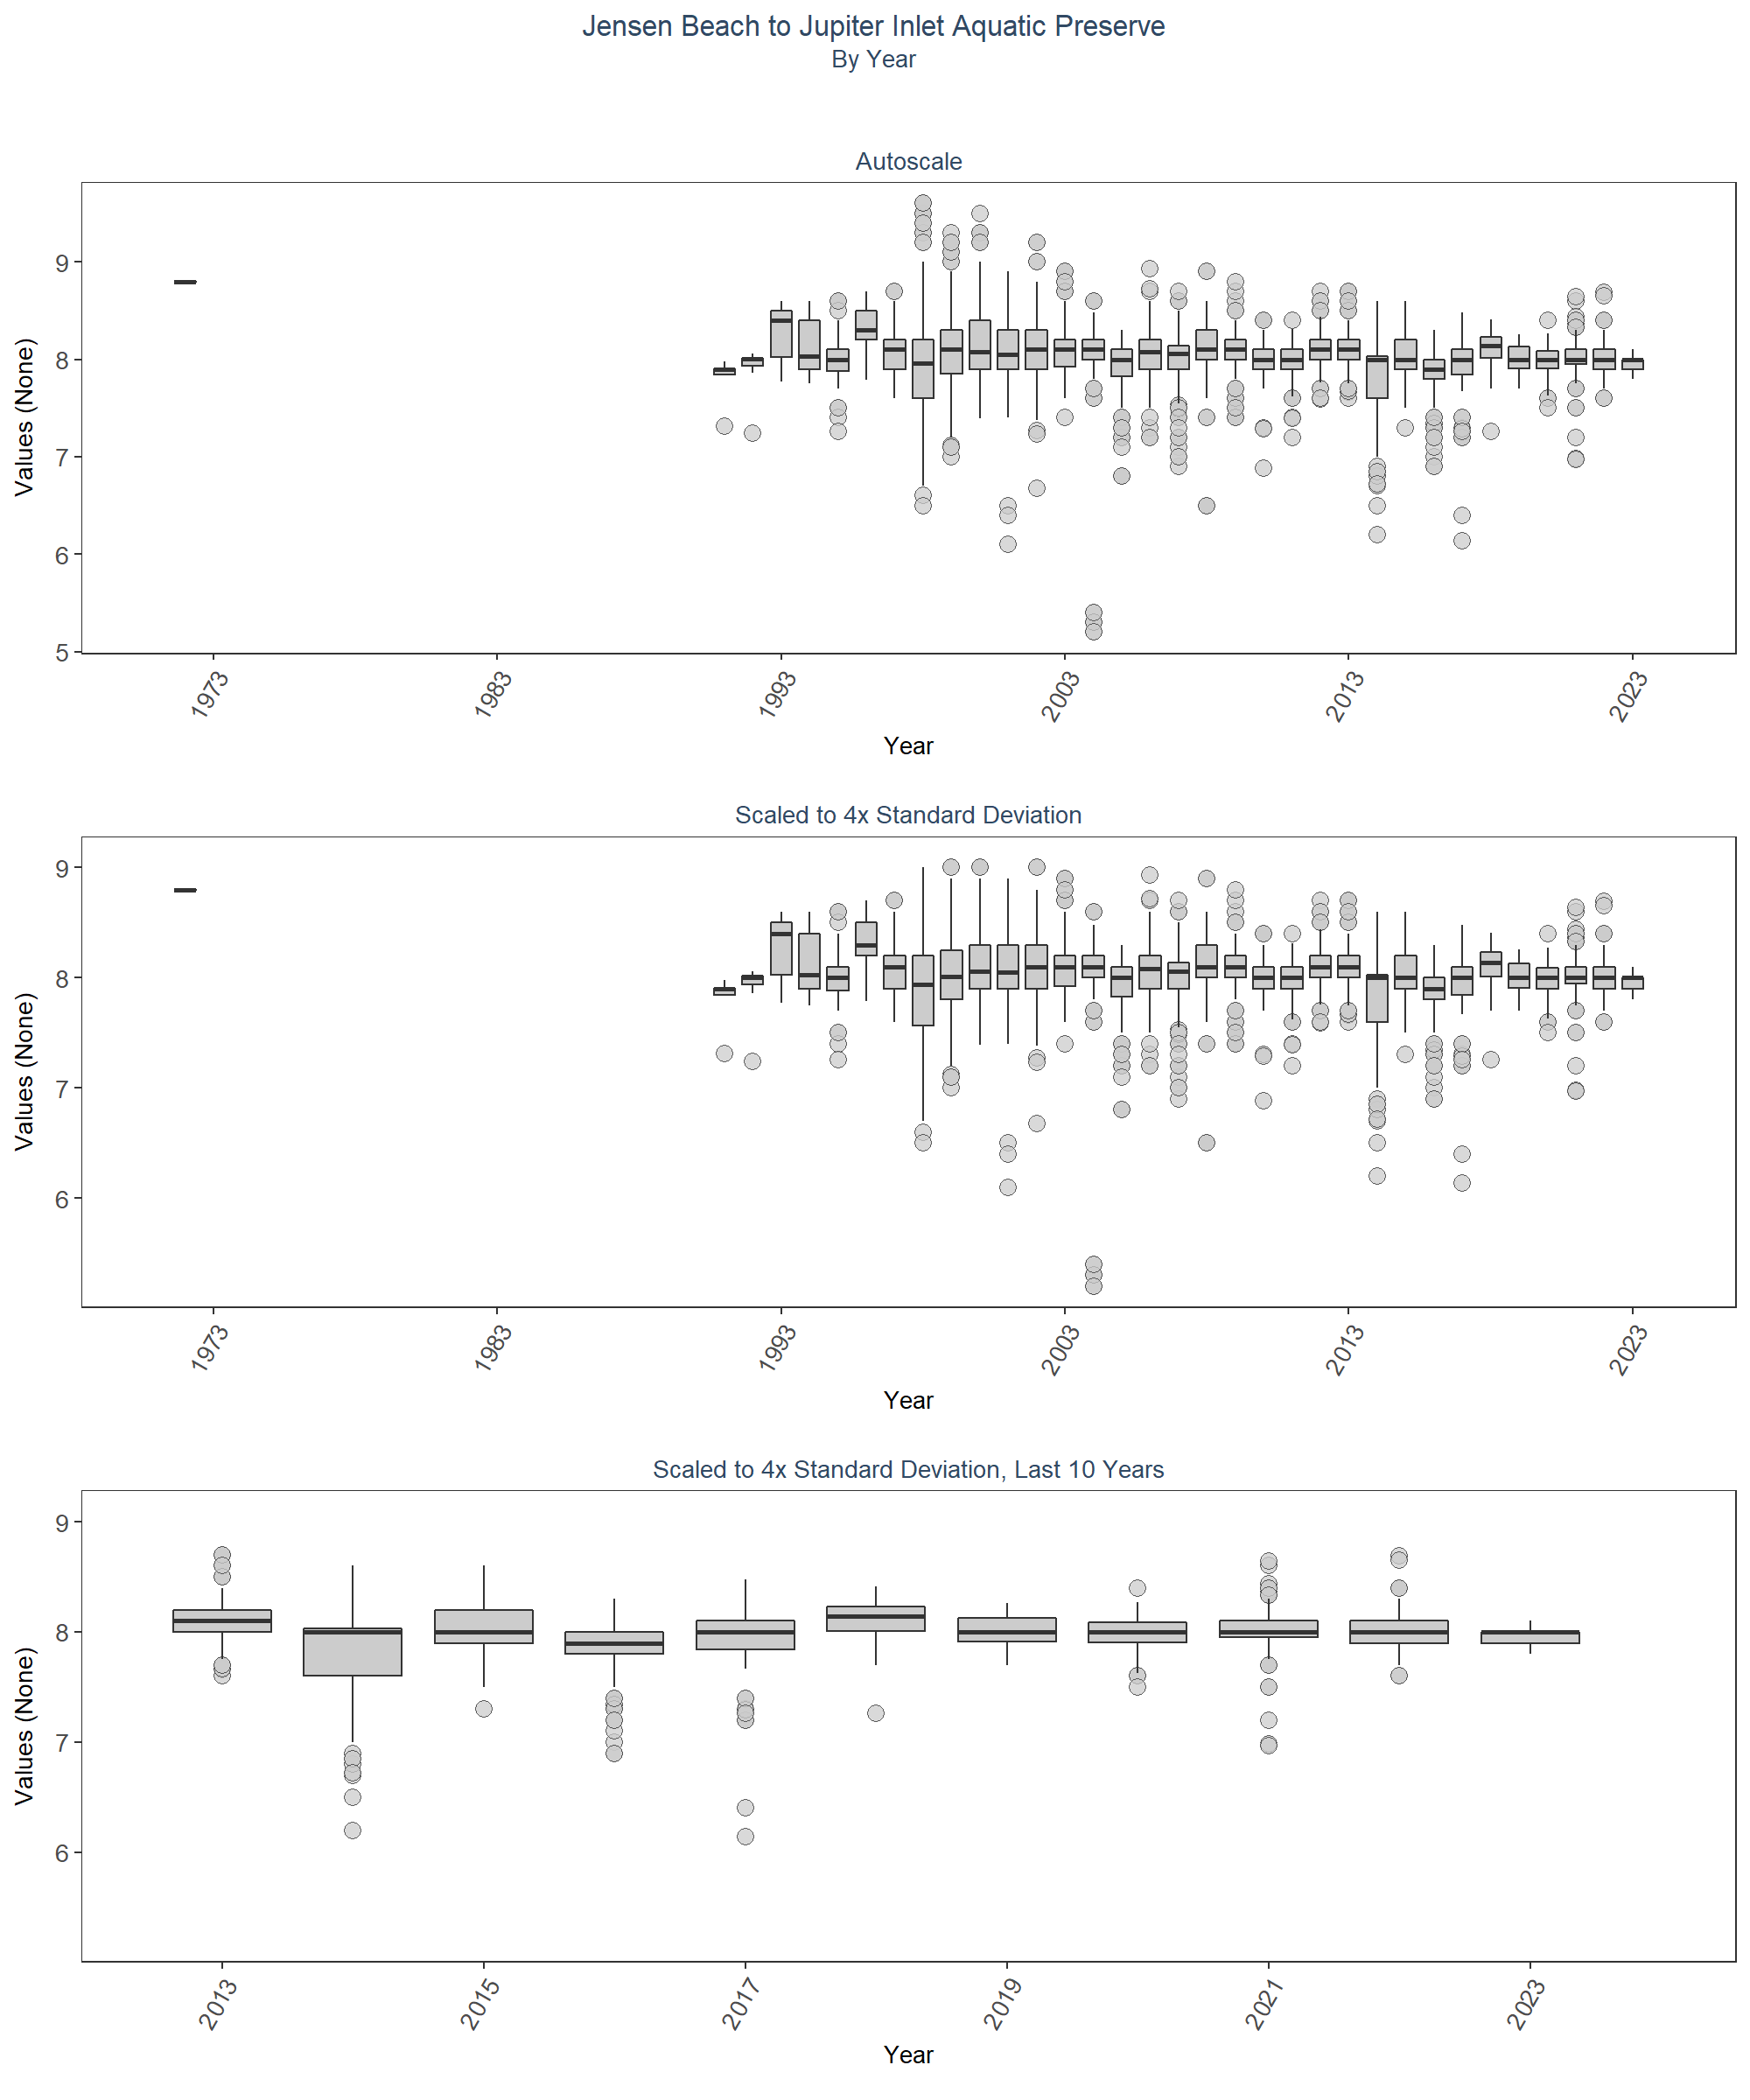 Jensen Beach to Jupiter Inlet Aquatic Preserve
By Year
Autoscale
Values (None)
9
8
7
6
5
1973
1983
1993
2003
2013
2023
Year
Scaled to 4x Standard Deviation
Values (None)
9
8
7
6
1973
1983
1993
2003
2013
2023
Year
Scaled to 4x Standard Deviation, Last 10 Years
Values (None)
9
8
7
6
2013
2015
2017
2019
2021
2023
Year